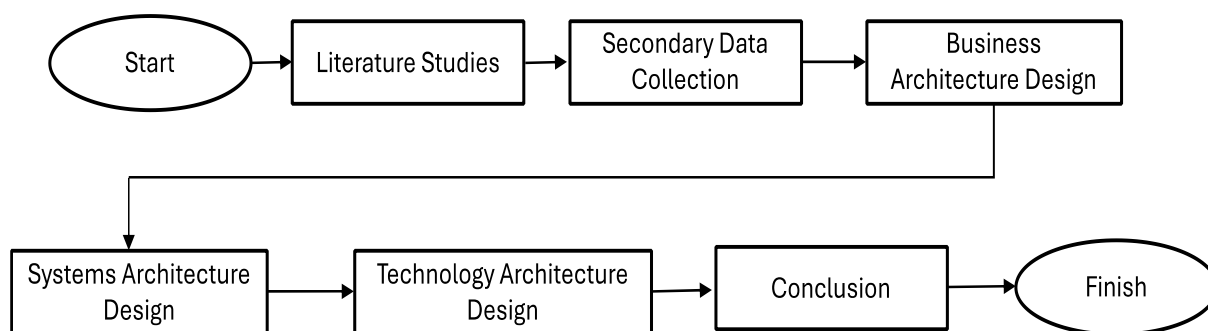 Start
Literature Studies
Secondary Data
Collection
Business
Architecture Design
Systems Architecture
Design
Technology Architecture
Design
Conclusion
Finish